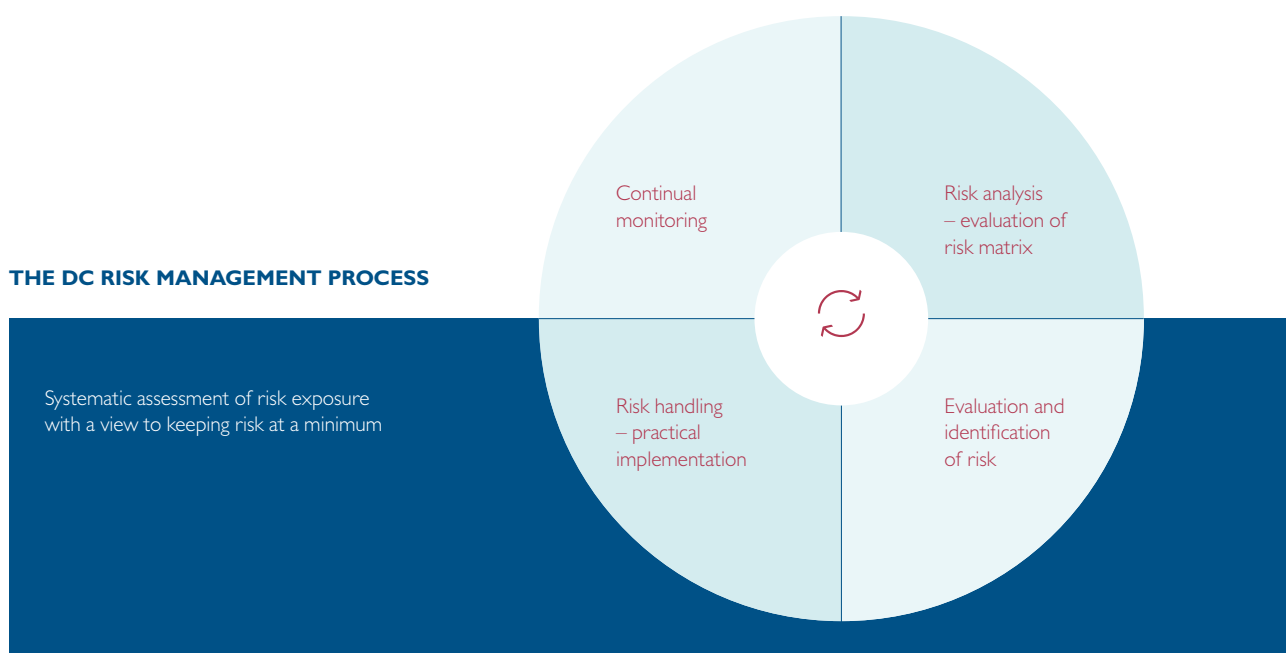 THE DC RISK MANAGEMENT PROCESS
Systematic assessment of risk exposure
with a view to keeping risk at a minimum
Continual
monitoring
Risk analysis
– evaluation of
risk matrix
Risk handling
– practical
implementation
Evaluation and
identification
of risk